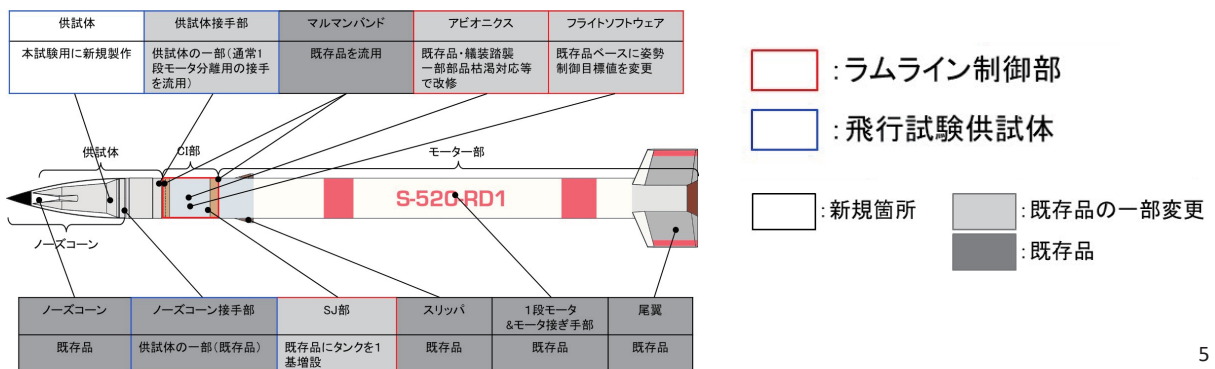 供試体
供試体接手部
マルマンバンド
アビオニクス
フライトソフトウェア
本試験用に新規製作
供試体の一部(通常1
段モータ分離用の接手
を流用)
既存品を流用
既存品・艤装踏襲
一部部品枯渇対応等
で改修
既存品ベースに姿勢
制御目標値を変更
供試体
CI部
モーター部
S-520-RD1
ノーズコーン
ノーズコーン
ノーズコーン接手部
SJ部
スリッパ
1段モータ
&モータ接ぎ手部
尾翼
既存品
供試体の一部(既存品)
既存品にタンクを1
基増設
既存品
既存品
既存品
:ラムライン制御部
:飛行試験供試体
:新規箇所
:既存品の一部変更
:既存品
5